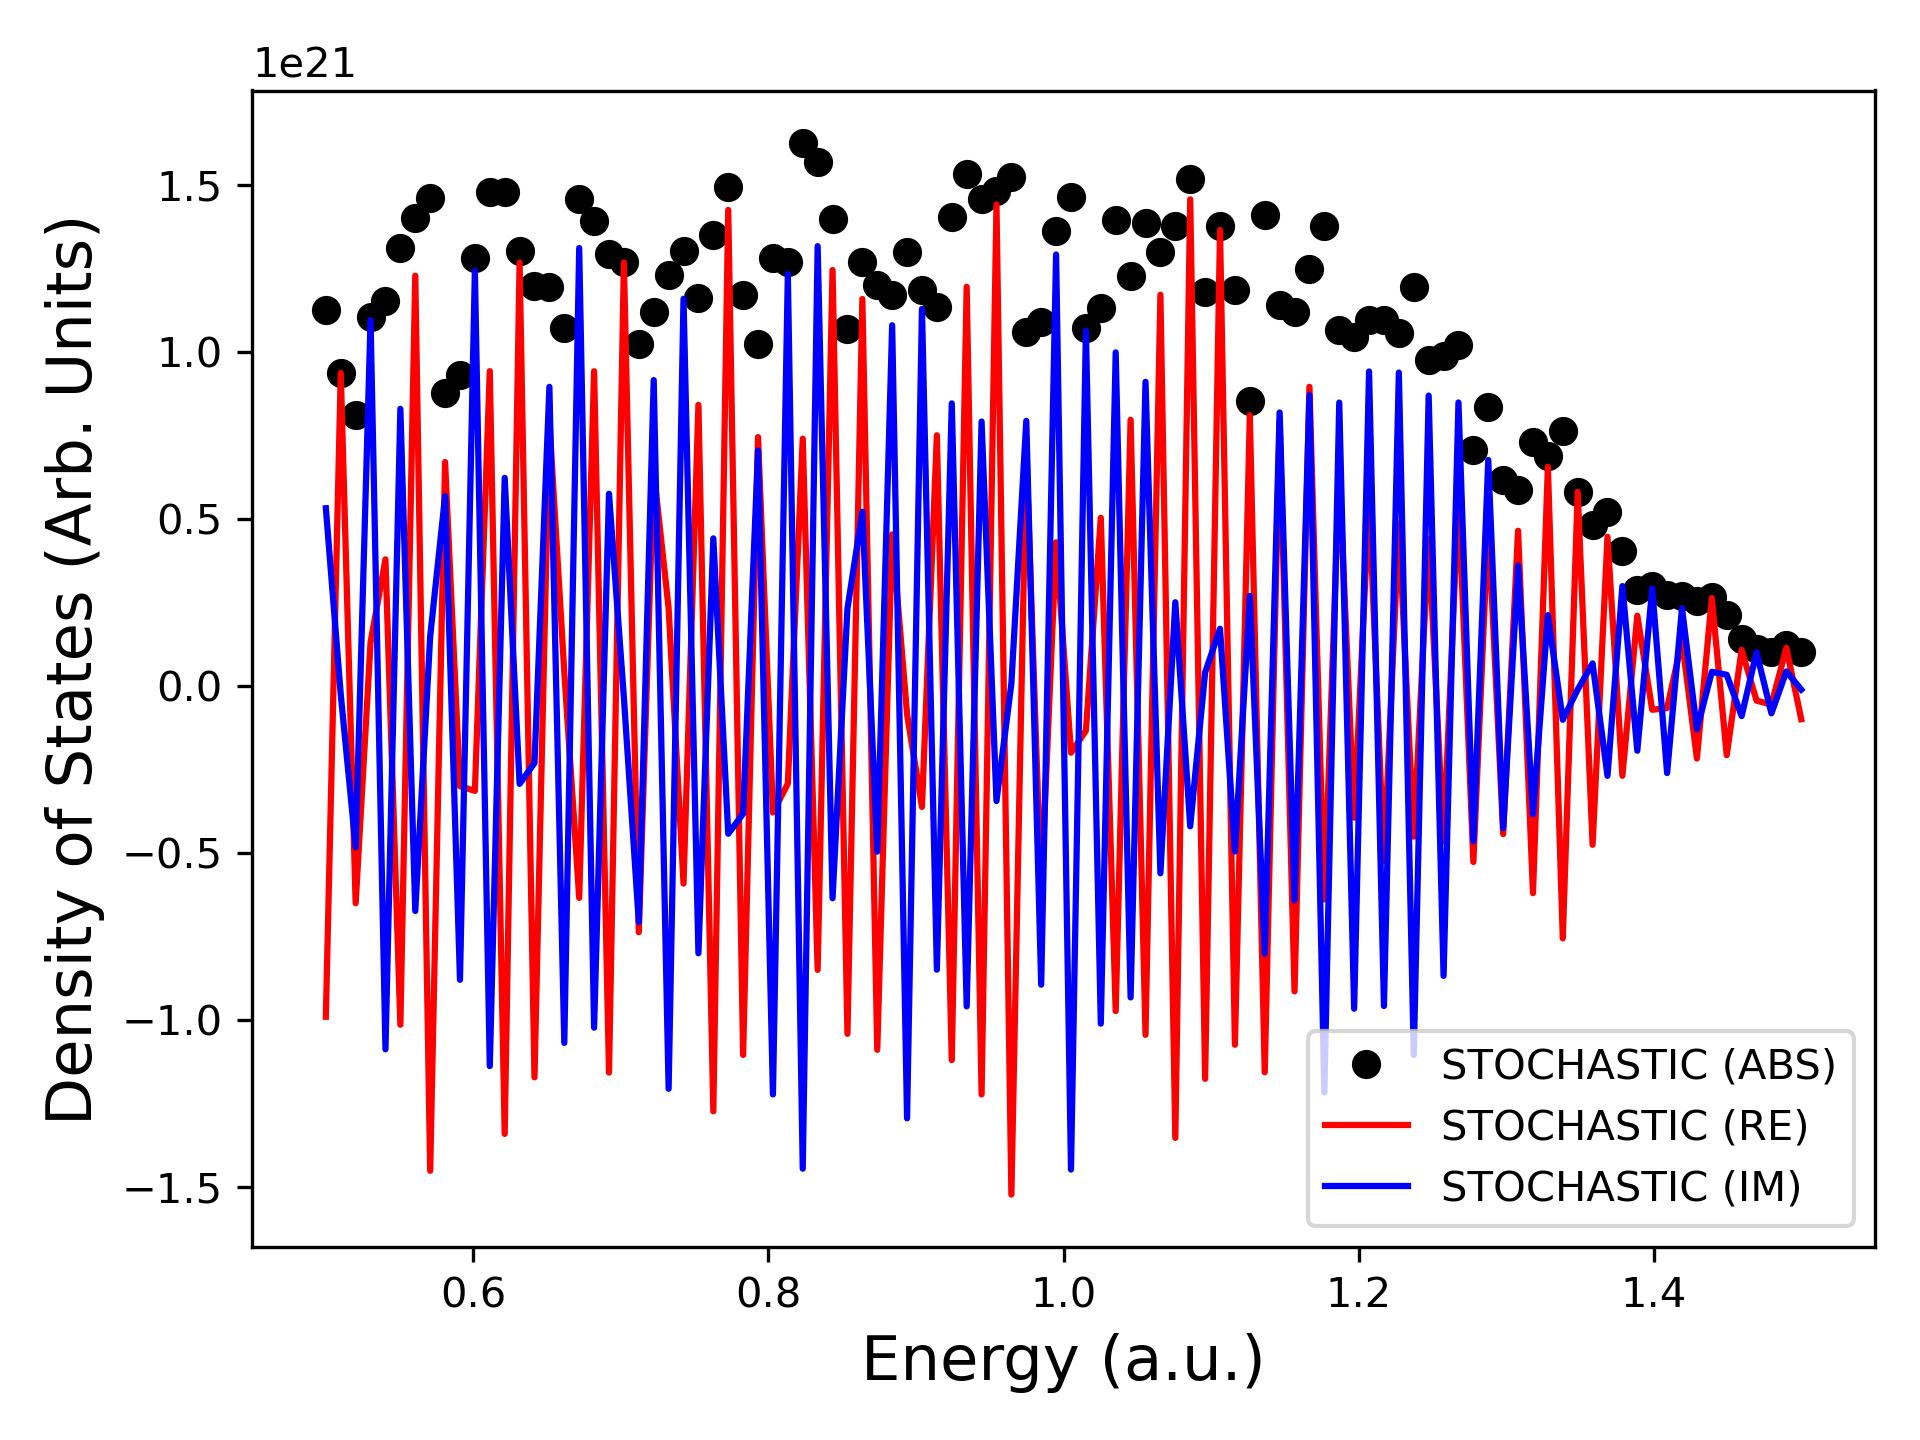 1e21
Density of States (Arb. Units)
1.5
1.0
0.5
0.0
−0.5
−1.0
−1.5
STOCHASTIC (ABS)
STOCHASTIC (RE)
STOCHASTIC (IM)
0.6 0.8 1.0 1.2 1.4
Energy (a.u.)